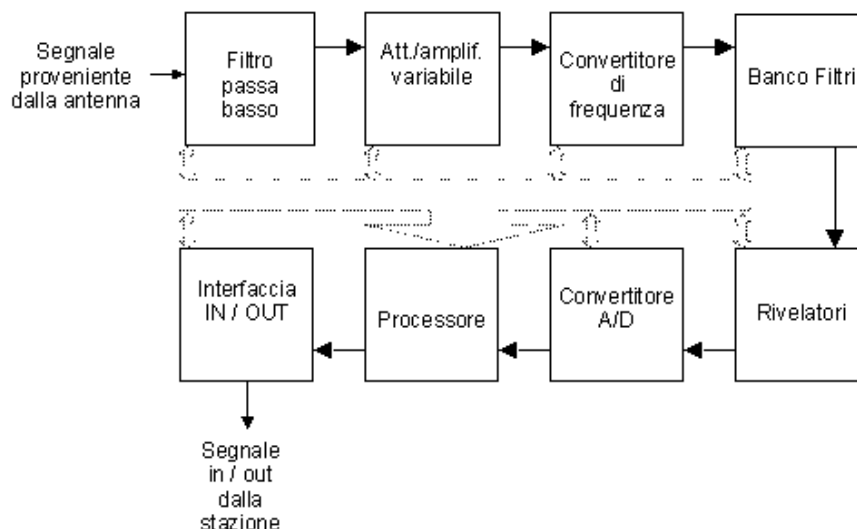 Segnale
proveniente
dalla antenna
Filtro
passa
basso
Att./amplif.
variabile
Convertitore
di
frequenza
Banco Filtri
Interfaccia
IN / OUT
Processore
Convertitore
A/D
Rivelatori
Segnale
in / out
dalla
stazione